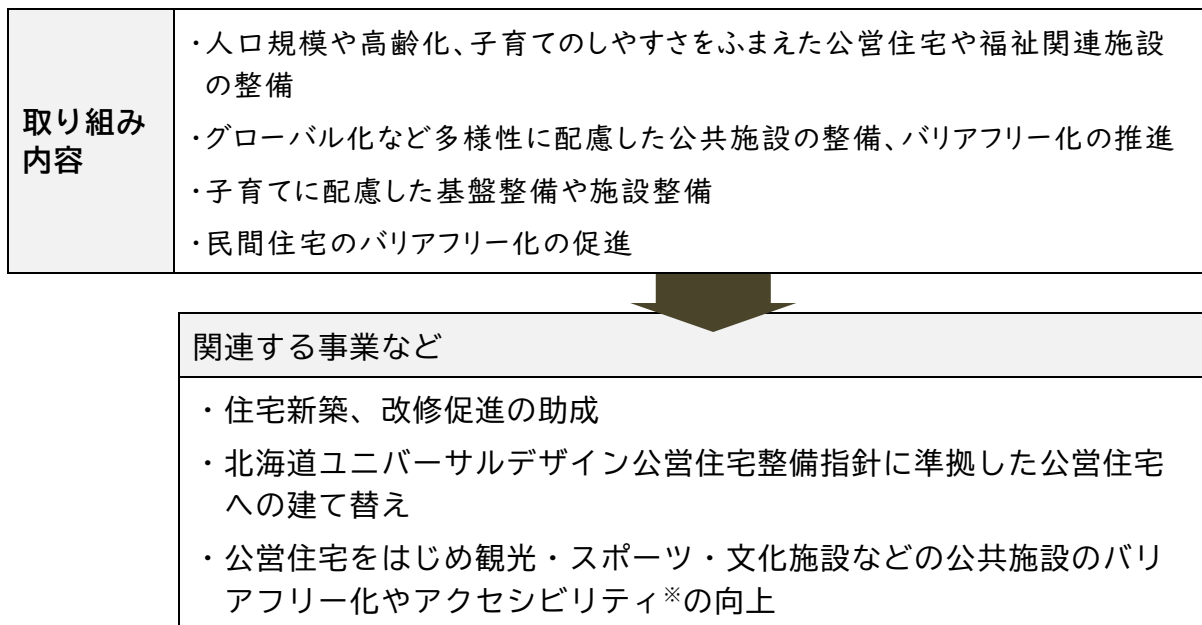 取り組み
内容
・人口規模や高齢化、子育てのしやすさをふまえた公営住宅や福祉関連施設
の整備
・グローバル化など多様性に配慮した公共施設の整備、バリアフリー化の推進
・子育てに配慮した基盤整備や施設整備
・民間住宅のバリアフリー化の促進
関連する事業など
・住宅新築、改修促進の助成
・北海道ユニバーサルデザイン公営住宅整備指針に準拠した公営住宅
への建て替え
・公営住宅をはじめ観光・スポーツ・文化施設などの公共施設のバリ
アフリー化やアクセシビリティ※の向上